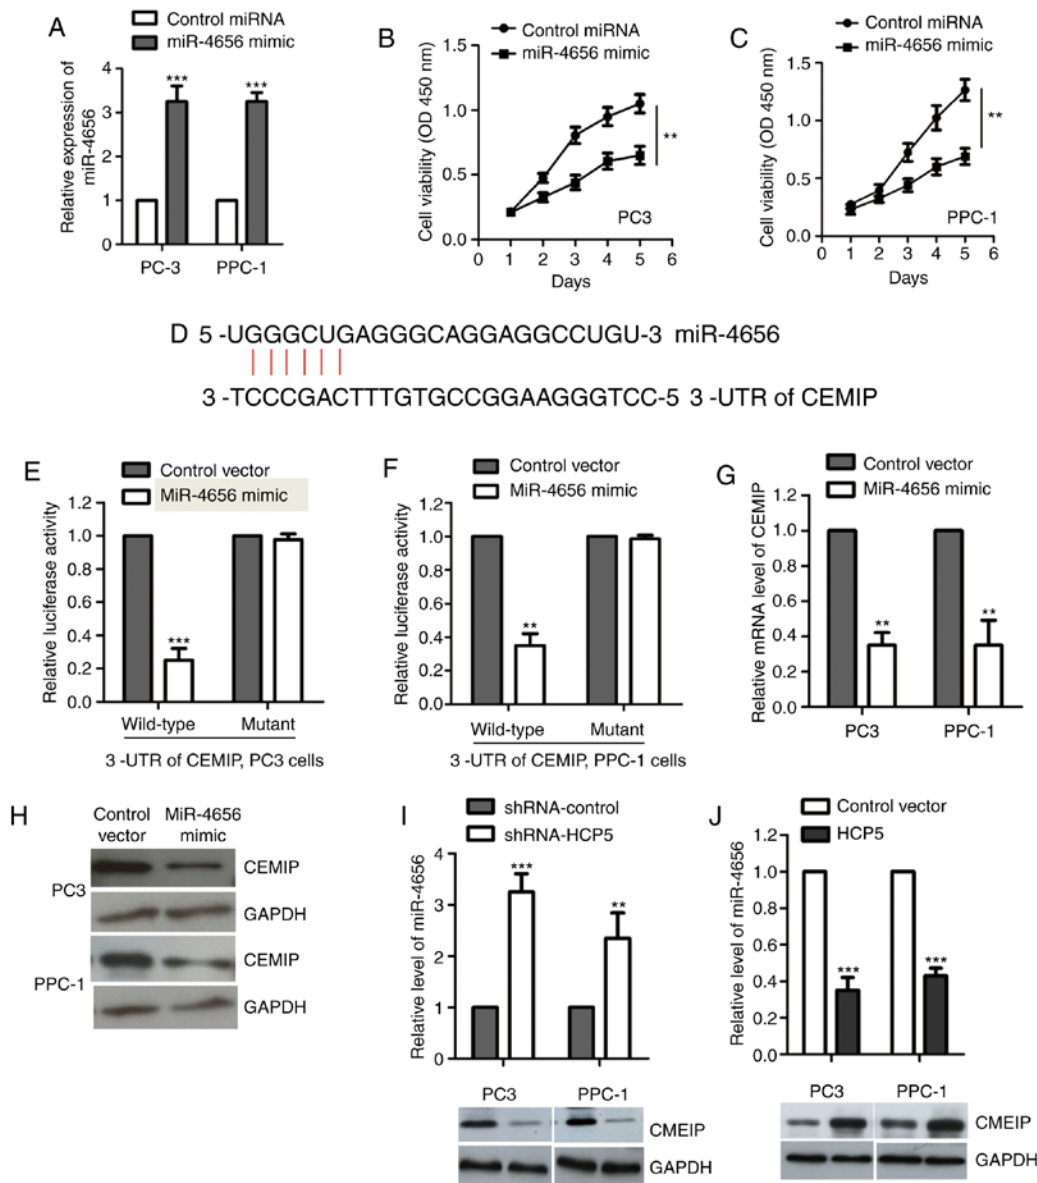 A
Control miRNA
miR-4656 mimic
Relative expression of
miR-4656
4
3
2
1
0
***
***
PC-3
PPC-1
B
Control miRNA
miR-4656 mimic
Cell viability (OD 450 nm)
1.5
1.0
0.5
0.0
**
PC3
0 1 2 3 4 5 6
Days
C
Control miRNA
miR-4656 mimic
Cell viability (OD 450 nm)
1.5
1.0
0.5
0.0
**
PPC-1
0 1 2 3 4 5 6
Days
D 5 -UGGGCUGAGGGCAGGAGGCCUGU-3 miR-4656
3 -TCCCGACTTTGTGCCGGAAGGGTCC-5 3 -UTR of CEMIP
E
Control vector
MiR-4656 mimic
Relative luciferase activity
1.2
1.0
0.8
0.6
0.4
0.2
0.0
***
Wild-type Mutant
3 -UTR of CEMIP, PC3 cells
F
Control vector
MiR-4656 mimic
Relative luciferase activity
1.2
1.0
0.8
0.6
0.4
0.2
0.0
**
Wild-type Mutant
3 -UTR of CEMIP, PPC-1 cells
G
Control vector
MiR-4656 mimic
Relative mRNA level of CEMIP
1.2
1.0
0.8
0.6
0.4
0.2
0.0
**
**
PC3 PPC-1
H
Control MiR-4656
vector mimic
PC3
CEMIP
GAPDH
PPC-1
CEMIP
GAPDH
I
shRNA-control
shRNA-HCP5
Relative level of miR-4656
4
3
2
1
0
***
**
PC3 PPC-1
CMEIP
GAPDH
J
Control vector
HCP5
Relative level of miR-4656
1.2
1.0
0.8
0.6
0.4
0.2
0.0
***
***
PC3 PPC-1
CMEIP
GAPDH